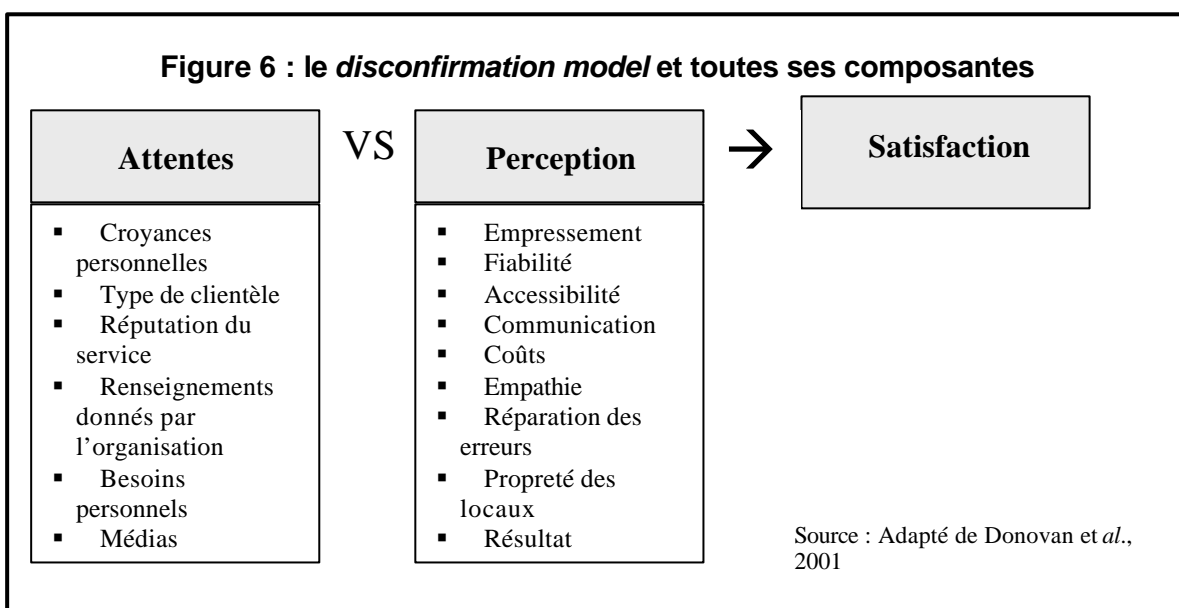 Figure 6 : le disconfirmation model et toutes ses composantes
Attentes
VS
Perception
→
Satisfaction
▪ Croyances
personnelles
▪ Type de clientèle
▪ Réputation du
service
▪ Renseignements
donnés par
l’organisation
▪ Besoins
personnels
▪ Médias
▪ Empressement
▪ Fiabilité
▪ Accessibilité
▪ Communication
▪ Coûts
▪ Empathie
▪ Réparation des
erreurs
▪ Propreté des
locaux
▪ Résultat
Source : Adapté de Donovan et al.,
2001